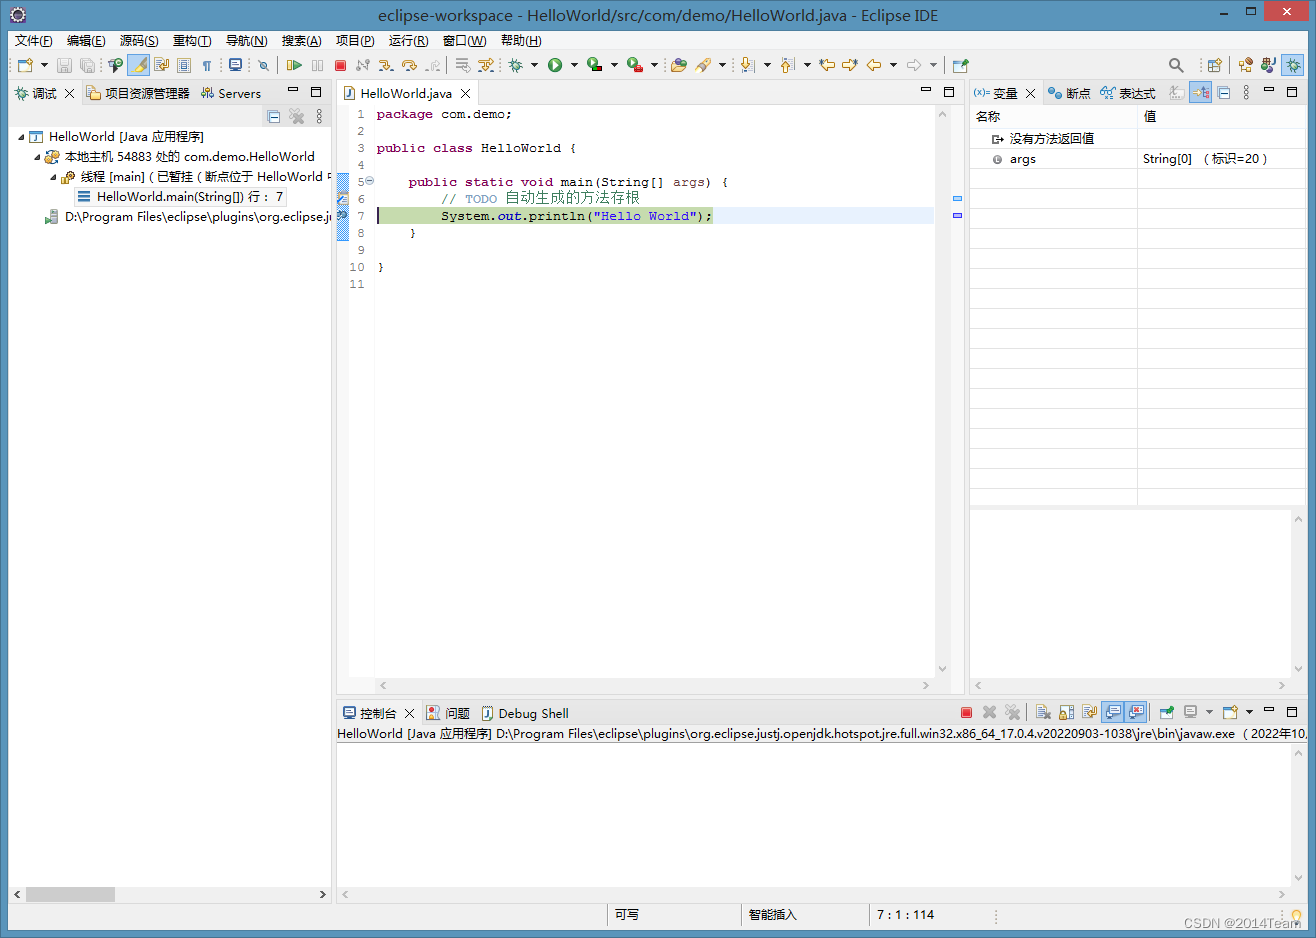 eclipse-workspace - HelloWorld/src/com/demo/HelloWorld.java - Eclipse IDE
文件(F) 编辑(E) 源码(S) 重构(T) 导航(N) 搜索(A) 项目(P) 运行(R) 窗口(W) 帮助(H)
调试 项目资源管理器 Servers
HelloWorld [Java 应用程序]
本地主机 54883 处的 com.demo.HelloWorld
线程 [main]（已暂挂（断点位于 HelloWorld
HelloWorld.main(String[]) 行： 7
D:\Program Files\eclipse\plugins\org.eclipse.ju
HelloWorld.java
1 package com.demo;
2
3 public class HelloWorld {
4
5 public static void main(String[] args) {
6 // TODO 自动生成的方法存根
7 System.out.println("Hello World");
8 }
9
10 }
11
变量 断点 表达式
名称 值
没有方法返回值
args String[0] （标识=20）
控制台 问题 Debug Shell
HelloWorld [Java 应用程序] D:\Program Files\eclipse\plugins\org.eclipse.justj.openjdk.hotspot.jre.full.win32.x86_64_17.0.4.v20220903-1038\jre\bin\javaw.exe （2022年10.
可写 智能插入 7 : 1 : 114
CSDN @2014Team